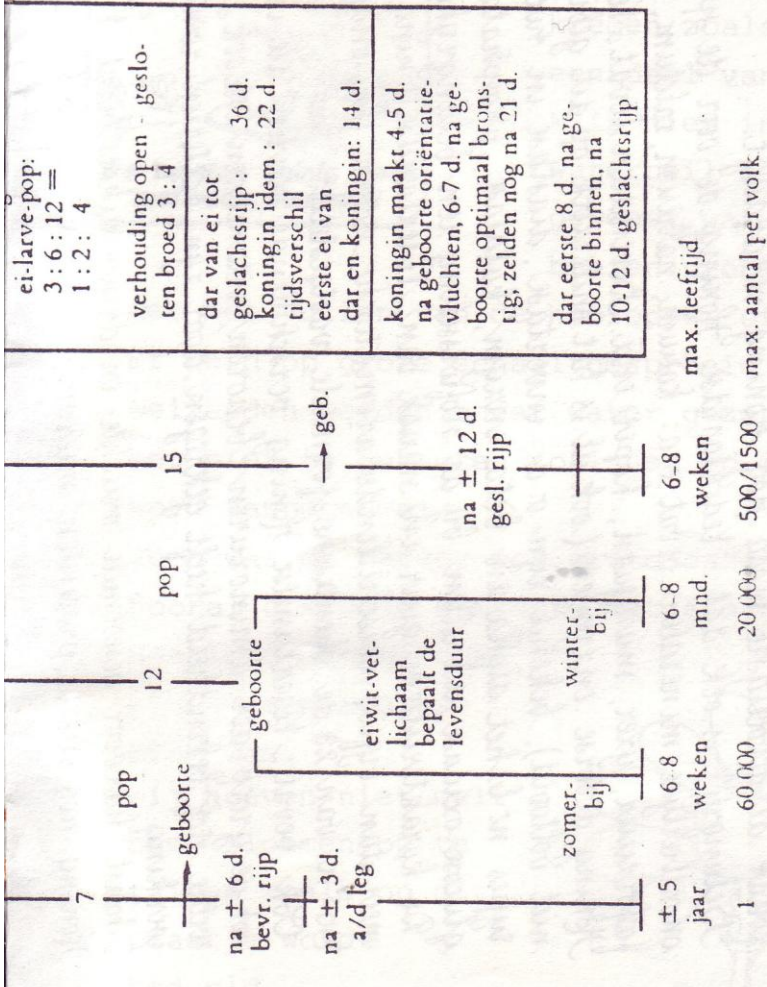 7
pop
geboorte
na ± 6 d.
bevr. rijp
na ± 3 d.
a/d leg
± 5
jaar
1
12
pop
geboorte
eiwit-vet-
lichaam
bepaalt de
levensduur
zomer-
bij
winter-
bij
6-8
weken
60 000
6-8
mnd.
20 000
15
geb.
na ± 12 d.
gesl. rijp
6-8
weken
500/1500
max. leeftijd
max. aantal per volk
ei-larve-pop:
3 : 6 : 12 =
1 : 2 : 4
verhouding open - geslo-
ten broed 3 : 4
dar van ei tot
geslachtsrijp : 36 d.
koningin idem : 22 d.
tijdsverschil
eerste ei van
dar en koningin: 14 d.
koningin maakt 4-5 d.
na geboorte oriëntatie-
vluchten, 6-7 d. na ge-
boorte optimaal brons-
tig; zelden nog na 21 d.
dar eerste 8 d. na ge-
boorte binnen, na
10-12 d. geslachtsrijp